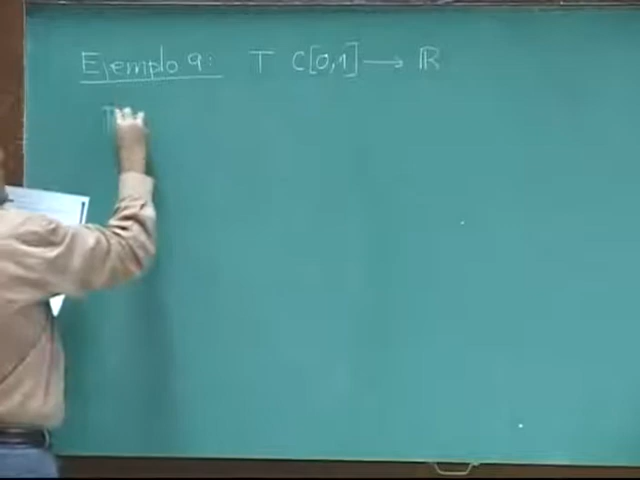 Ejemplo 9: T C[0,1] → ℝ
T